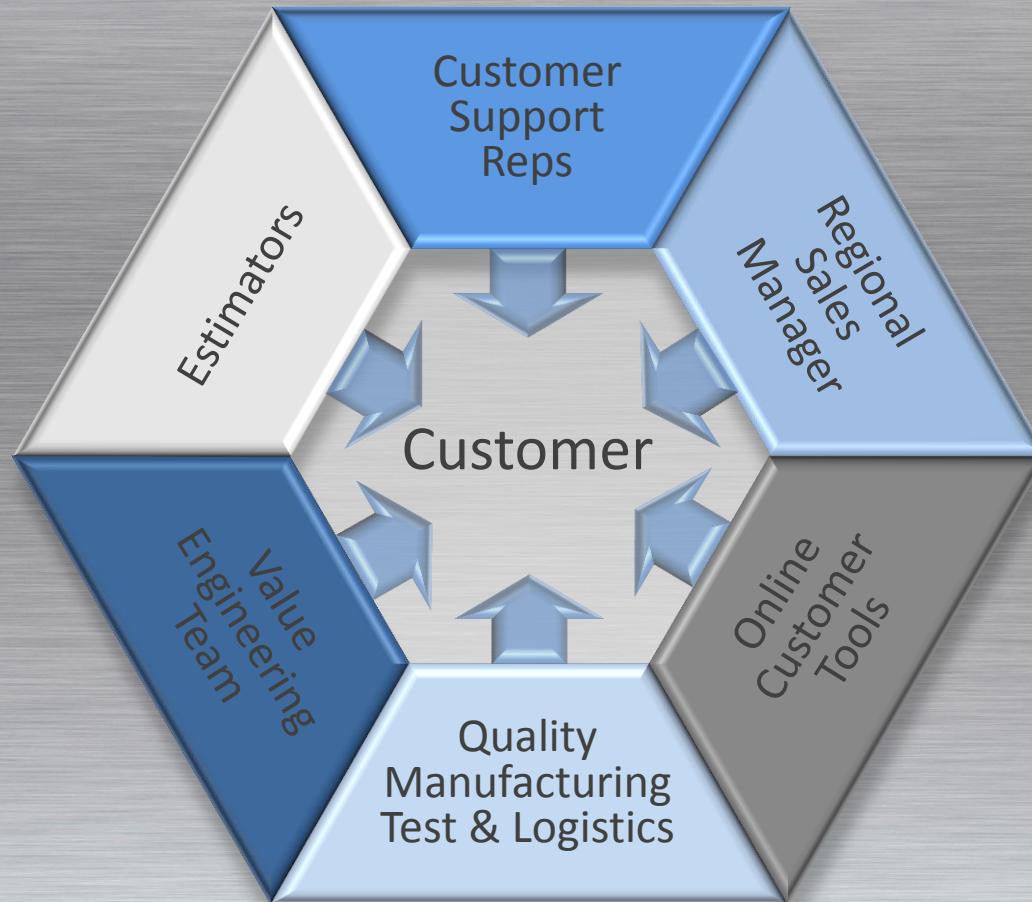 Customer
Support
Reps
Regional
Sales
Manager
Online
Customer
Tools
Quality
Manufacturing
Test & Logistics
Value
Engineering
Team
Estimators
Customer